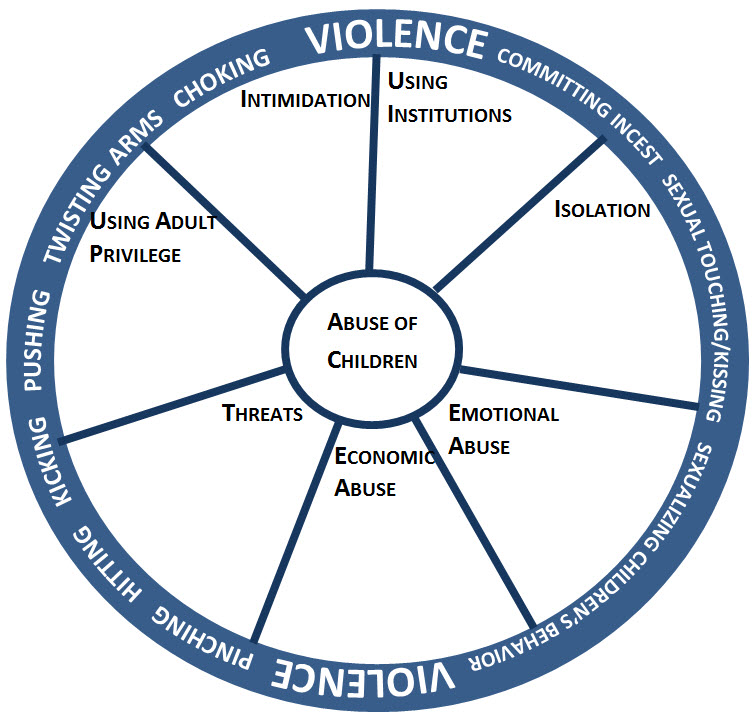 VIOLENCE
COMMITTING INCEST
SEXUAL TOUCHING/KISSING
SEXUALIZING CHILDREN'S BEHAVIOR
VIOLENCE
PINCHING
HITTING
KICKING
PUSHING
TWISTING ARMS
CHOKING
INTIMIDATION
USING
INSTITUTIONS
ISOLATION
EMOTIONAL
ABUSE
ECONOMIC
ABUSE
THREATS
USING ADULT
PRIVILEGE
ABUSE OF
CHILDREN